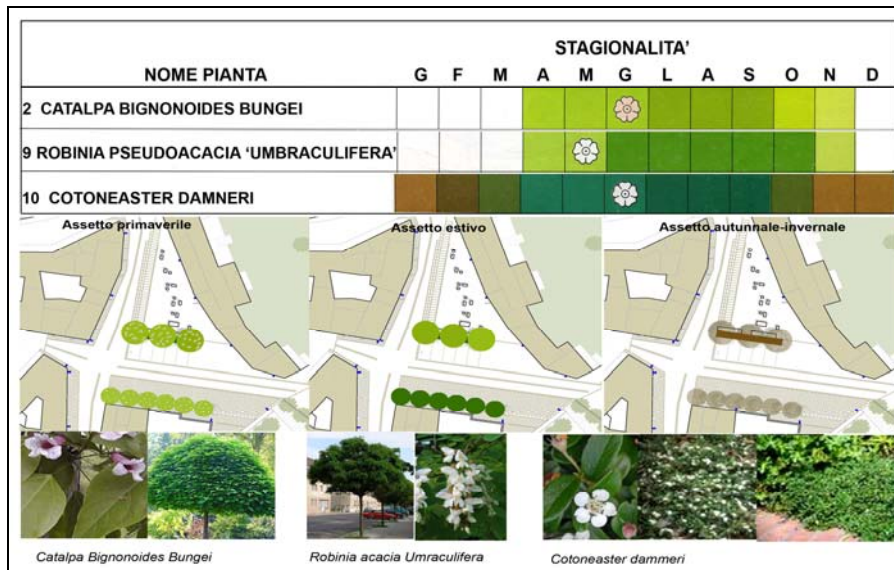 STAGIONALITA'
NOME PIANTA G F M A M G L A S O N D
2 CATALPA BIGNONOIDES BUNGEI
9 ROBINIA PSEUDOACACIA ‘UMBRACULIFERA’
10 COTONEASTER DAMNERI
Assetto primaverile Assetto estivo Assetto autunnale-invernale
Catalpa Bignonoides Bungei Robinia acacia Umraculifera Cotoneaster dammeri